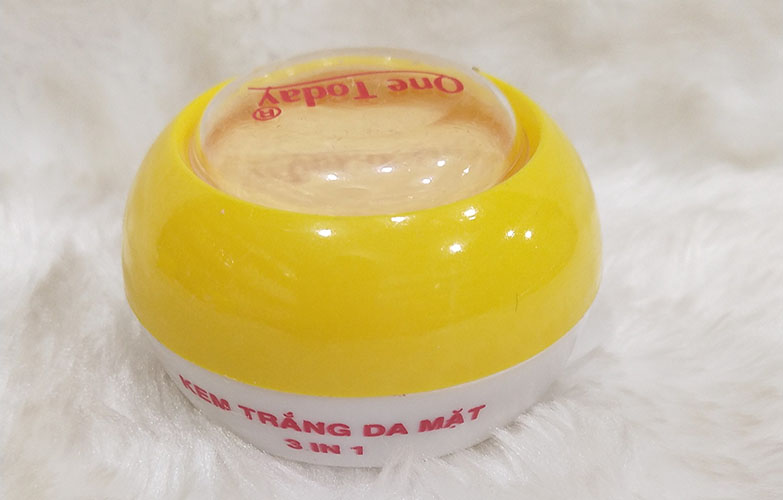 One Today®
KEM TRẮNG DA MẶT
3 IN 1